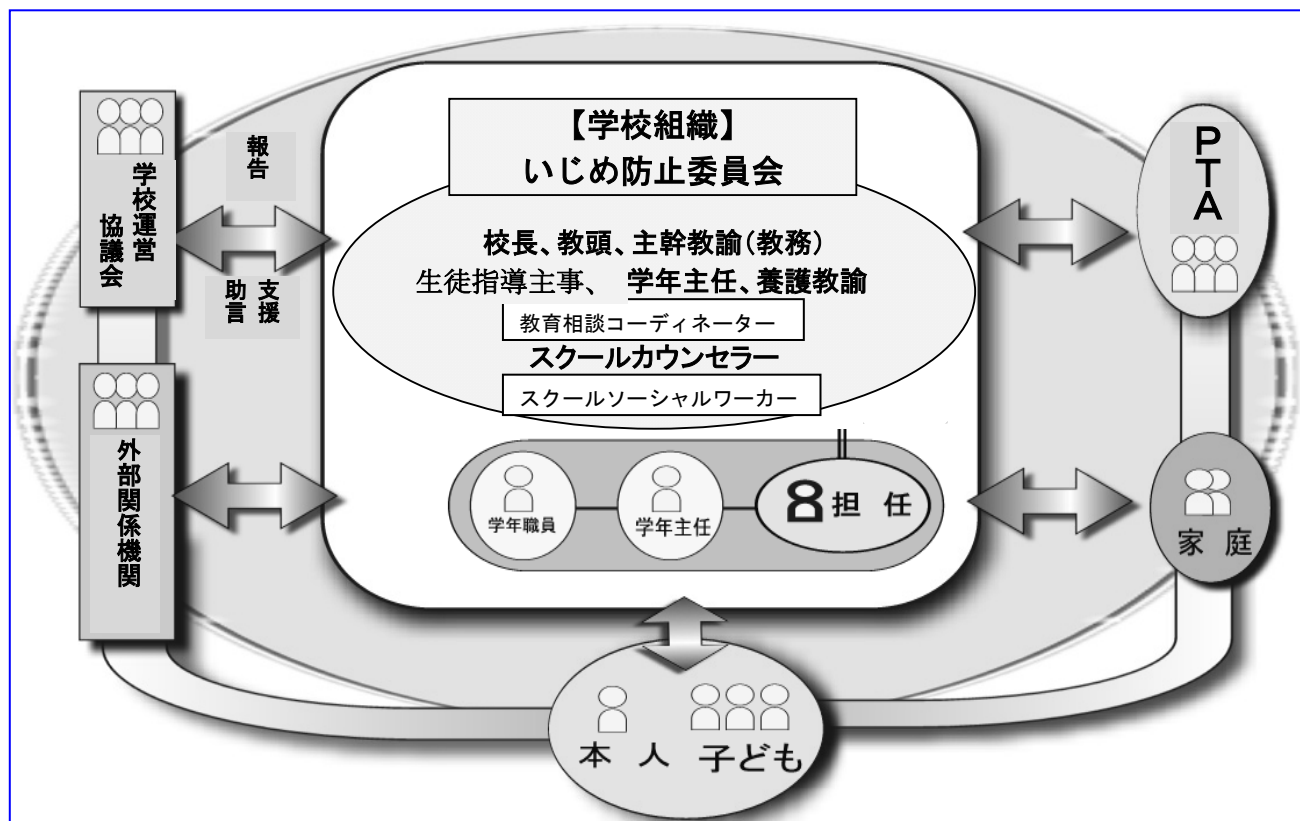 【学校組織】
いじめ防止委員会
校長、教頭、主幹教諭（教務）
生徒指導主事、 学年主任、養護教諭
教育相談コーディネーター
スクールカウンセラー
スクールソーシャルワーカー
学年職員
学年主任
担 任
学校運営
協議会
報告
支援
助言
外部関係機関
PTA
家 庭
本 人 子ども